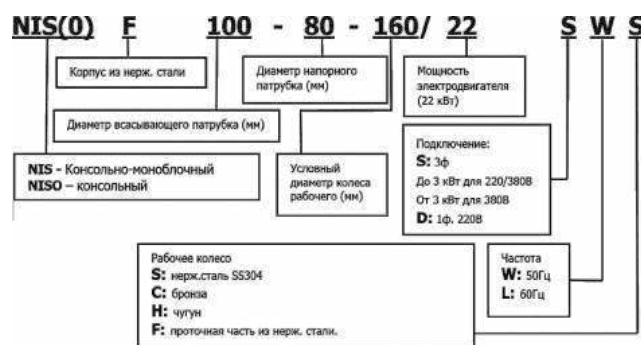 NIS(0) F 100 - 80 - 160/ 22 S W S
Корпус из нерж. стали
Диаметр напорного
патрубка (мм)
Мощность
электродвигателя
(22 кВт)
Диаметр всасывающего патрубка (мм)
NIS - Консольно-моноблочный
NISO – консольный
Условный
диаметр колеса
рабочего (мм)
Подключение:
S: 3ф
До 3 кВт для 220/380В
От 3 кВт для 380В
D: 1ф, 220В
Рабочее колесо
S: нерж.сталь SS304
C: бронза
H: чугун
F: проточная часть из нерж. стали.
Частота
W: 50Гц
L: 60Гц